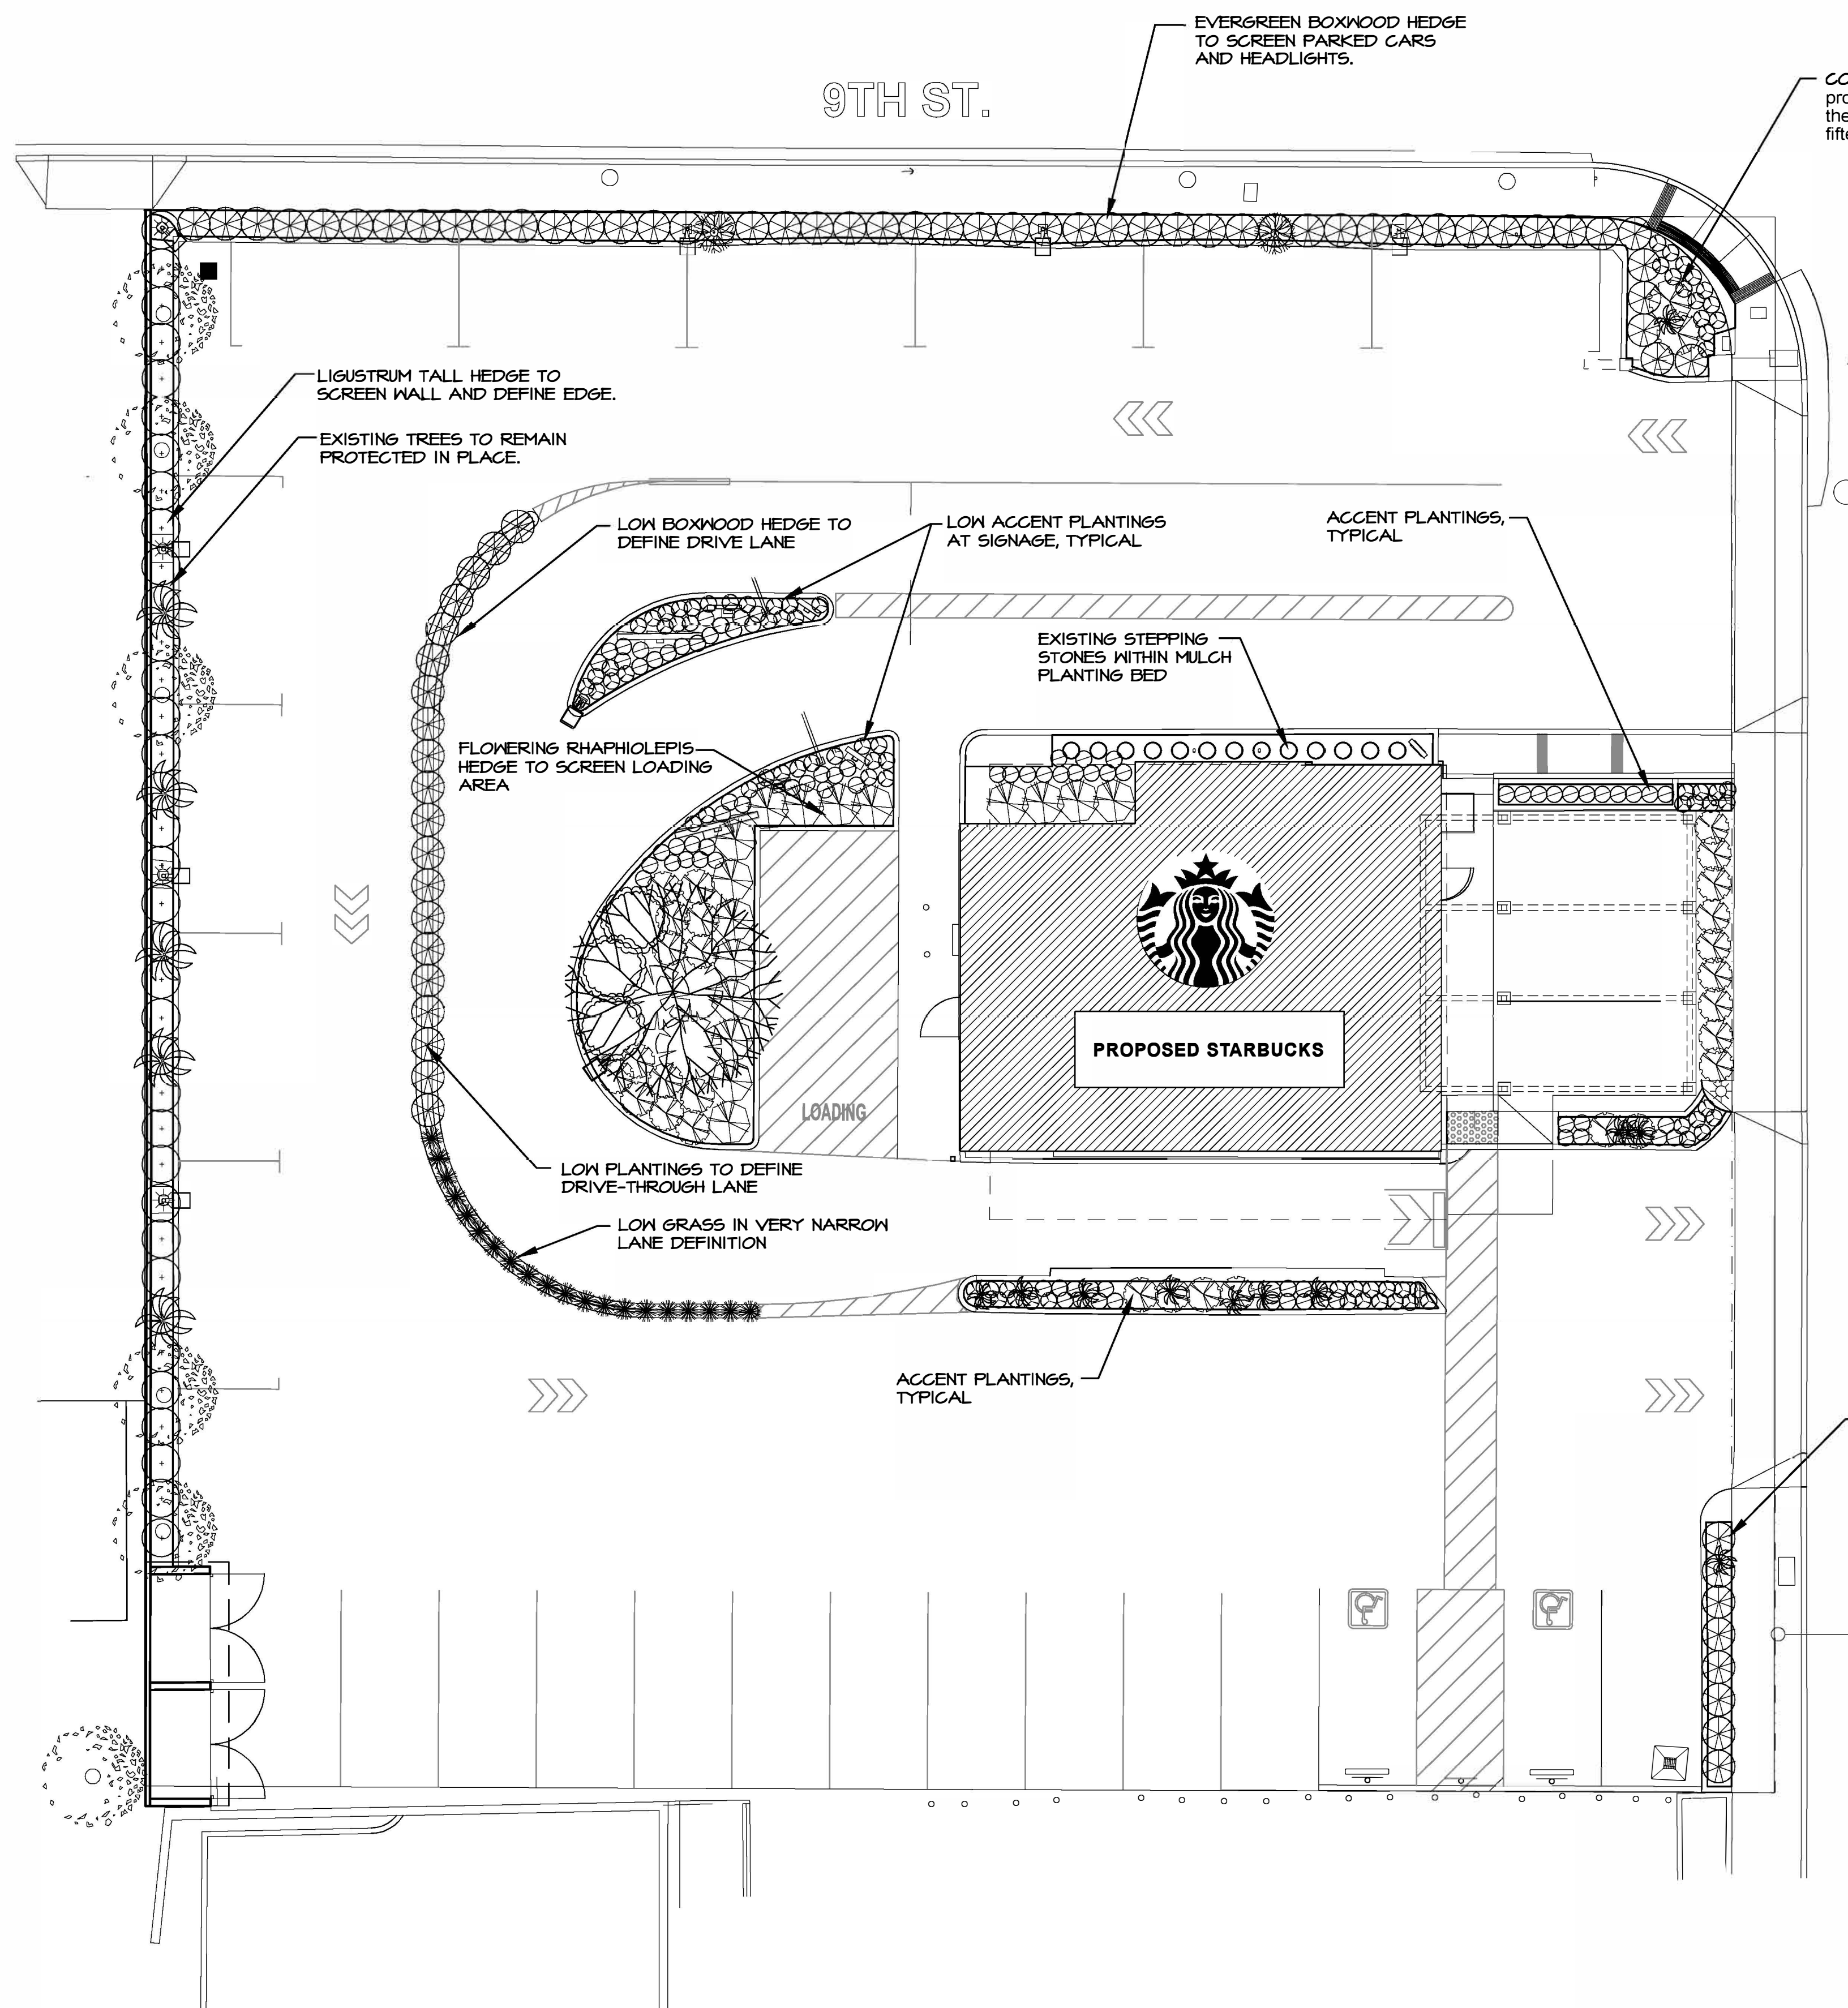 EVERGREEN BOXWOOD HEDGE
TO SCREEN PARKED CARS
AND HEADLIGHTS.
9TH ST.
LIGUSTRUM TALL HEDGE TO
SCREEN WALL AND DEFINE EDGE.
EXISTING TREES TO REMAIN
PROTECTED IN PLACE.
LOW BOXWOOD HEDGE TO
DEFINE DRIVE LANE
LOW ACCENT PLANTINGS
AT SIGNAGE, TYPICAL
ACCENT PLANTINGS,
TYPICAL
EXISTING STEPPING
STONES WITHIN MULCH
PLANTING BED
FLOWERING RHAPHIOLEPIS
HEDGE TO SCREEN LOADING
AREA
PROPOSED STARBUCKS
LOADING
LOW PLANTINGS TO DEFINE
DRIVE-THROUGH LANE
LOW GRASS IN VERY NARROW
LANE DEFINITION
ACCENT PLANTINGS,
TYPICAL